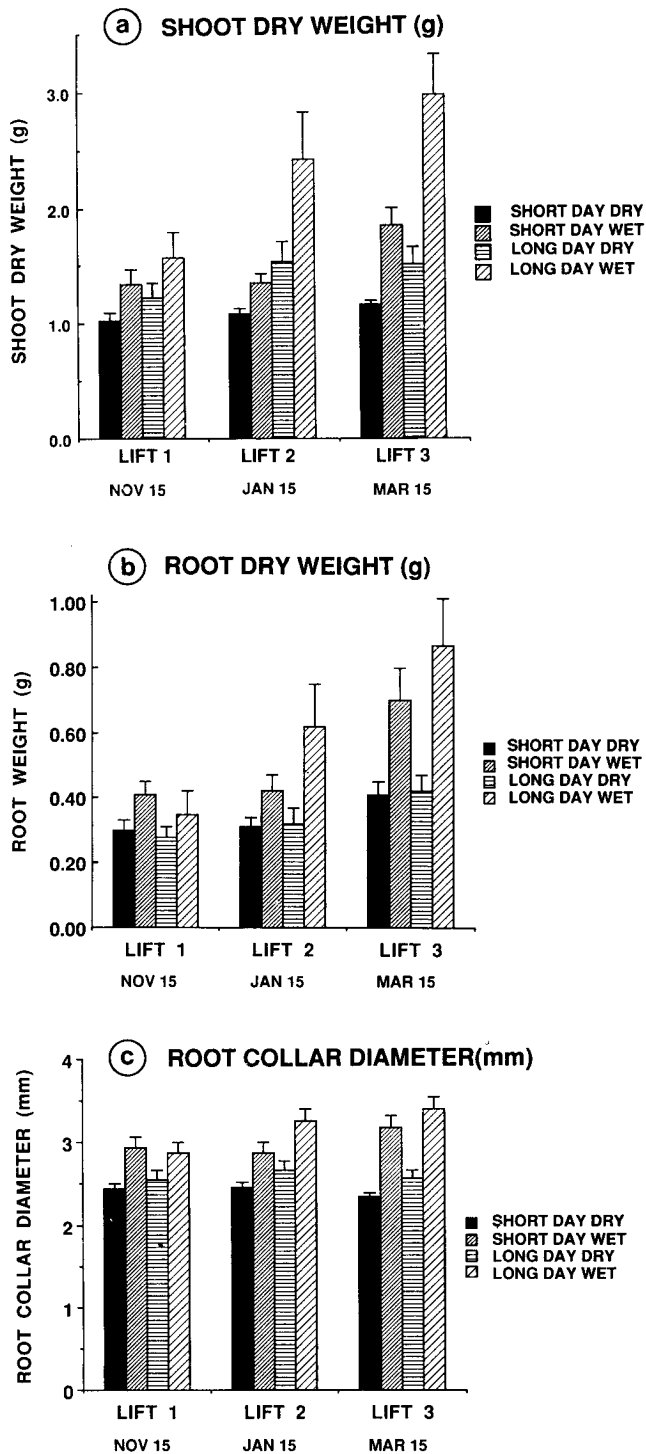 a SHOOT DRY WEIGHT (g)
SHOOT DRY WEIGHT (g)
3.0
2.0
1.0
0.0
SHORT DAY DRY
SHORT DAY WET
LONG DAY DRY
LONG DAY WET
LIFT 1 LIFT 2 LIFT 3
NOV 15 JAN 15 MAR 15
b ROOT DRY WEIGHT (g)
ROOT WEIGHT (g)
1.00
0.80
0.60
0.40
0.20
0.00
SHORT DAY DRY
SHORT DAY WET
LONG DAY DRY
LONG DAY WET
LIFT 1 LIFT 2 LIFT 3
NOV 15 JAN 15 MAR 15
c ROOT COLLAR DIAMETER(mm)
ROOT COLLAR DIAMETER (mm)
4
3
2
1
0
SHORT DAY DRY
SHORT DAY WET
LONG DAY DRY
LONG DAY WET
LIFT 1 LIFT 2 LIFT 3
NOV 15 JAN 15 MAR 15